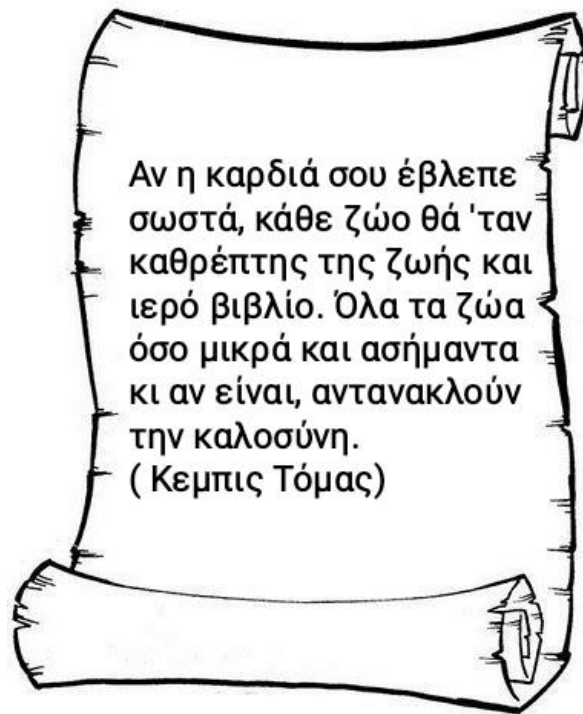 Αν η καρδιά σου έβλεπε
σωστά, κάθε ζώο θά 'ταν
καθρέπτης της ζωής και
ιερό βιβλίο. Όλα τα ζώα
όσο μικρά και ασήμαντα
κι αν είναι, αντανακλούν
την καλοσύνη.
( Κεμπις Τόμας)